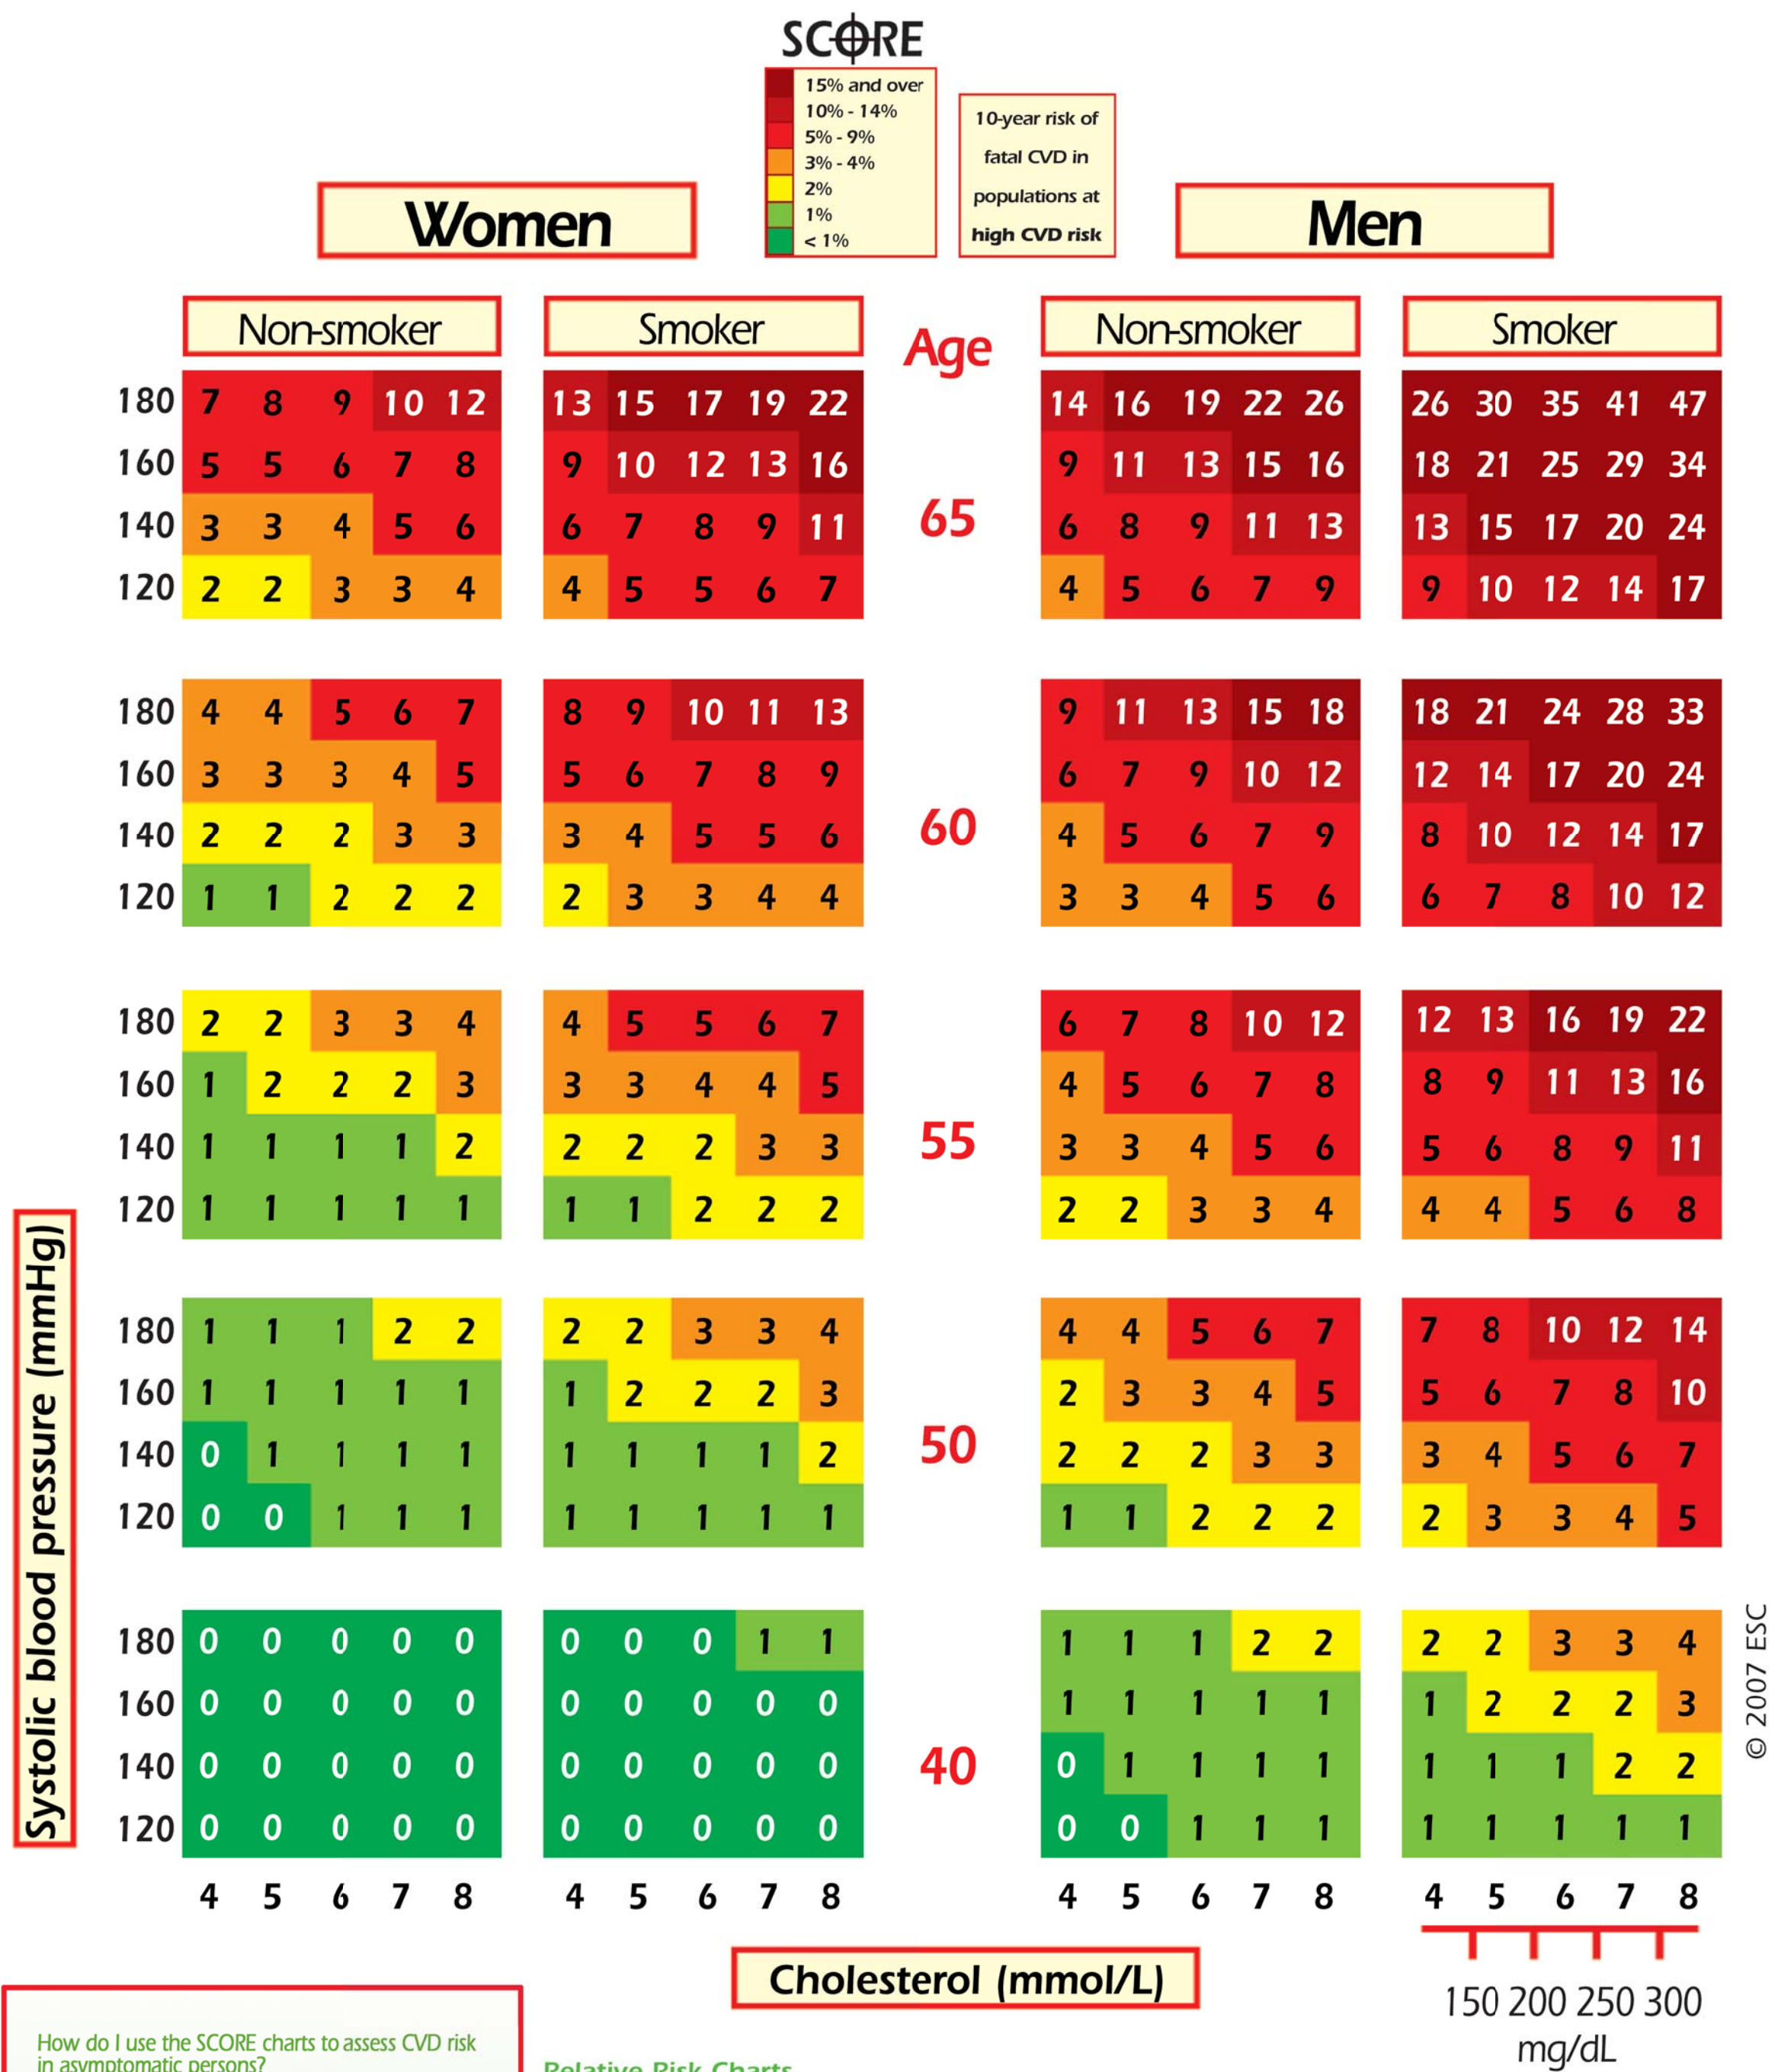 SCORE
15% and over
10% - 14%
5% - 9%
3% - 4%
2%
1%
< 1%
10-year risk of
fatal CVD in
populations at
high CVD risk
Women
Men
Non-smoker Smoker Age Non-smoker Smoker
180 7 8 9 10 12 13 15 17 19 22 14 16 19 22 26 26 30 35 41 47
160 5 5 6 7 8 9 10 12 13 16 9 11 13 15 16 18 21 25 29 34
65
140 3 3 4 5 6 6 7 8 9 11 6 8 9 11 13 13 15 17 20 24
120 2 2 3 3 4 4 5 5 6 7 4 5 6 7 9 9 10 12 14 17
180 4 4 5 6 7 8 9 10 11 13 9 11 13 15 18 18 21 24 28 33
160 3 3 3 4 5 5 6 7 8 9 6 7 9 10 12 12 14 17 20 24
60
140 2 2 2 3 3 3 4 5 5 6 4 5 6 7 9 8 10 12 14 17
120 1 1 2 2 2 2 3 3 4 4 3 3 4 5 6 6 7 8 10 12
180 2 2 3 3 4 4 5 5 6 7 6 7 8 10 12 12 13 16 19 22
160 1 2 2 2 3 3 3 4 4 5 4 5 6 7 8 8 9 11 13 16
55
140 1 1 1 1 2 2 2 2 3 3 3 3 4 5 6 5 6 8 9 11
120 1 1 1 1 1 1 1 2 2 2 2 2 3 3 4 4 4 5 6 8
180 1 1 1 2 2 2 2 3 3 4 4 4 5 6 7 7 8 10 12 14
160 1 1 1 1 1 1 2 2 2 3 2 3 3 4 5 5 6 7 8 10
50
140 0 1 1 1 1 1 1 1 1 2 2 2 2 3 3 3 4 5 6 7
120 0 0 1 1 1 1 1 1 1 1 1 1 2 2 2 2 3 3 4 5
180 0 0 0 0 0 0 0 0 1 1 1 1 1 2 2 2 2 3 3 4
160 0 0 0 0 0 0 0 0 0 0 1 1 1 1 1 1 2 2 2 3
40
140 0 0 0 0 0 0 0 0 0 0 0 1 1 1 1 1 1 1 2 2
120 0 0 0 0 0 0 0 0 0 0 0 0 1 1 1 1 1 1 1 1
4 5 6 7 8 4 5 6 7 8 4 5 6 7 8 4 5 6 7 8
Systolic blood pressure (mmHg)
© 2007 ESC
Cholesterol (mmol/L)
150 200 250 300
mg/dL
How do I use the SCORE charts to assess CVD risk
in asymptomatic persons?
Relative Risk Charts